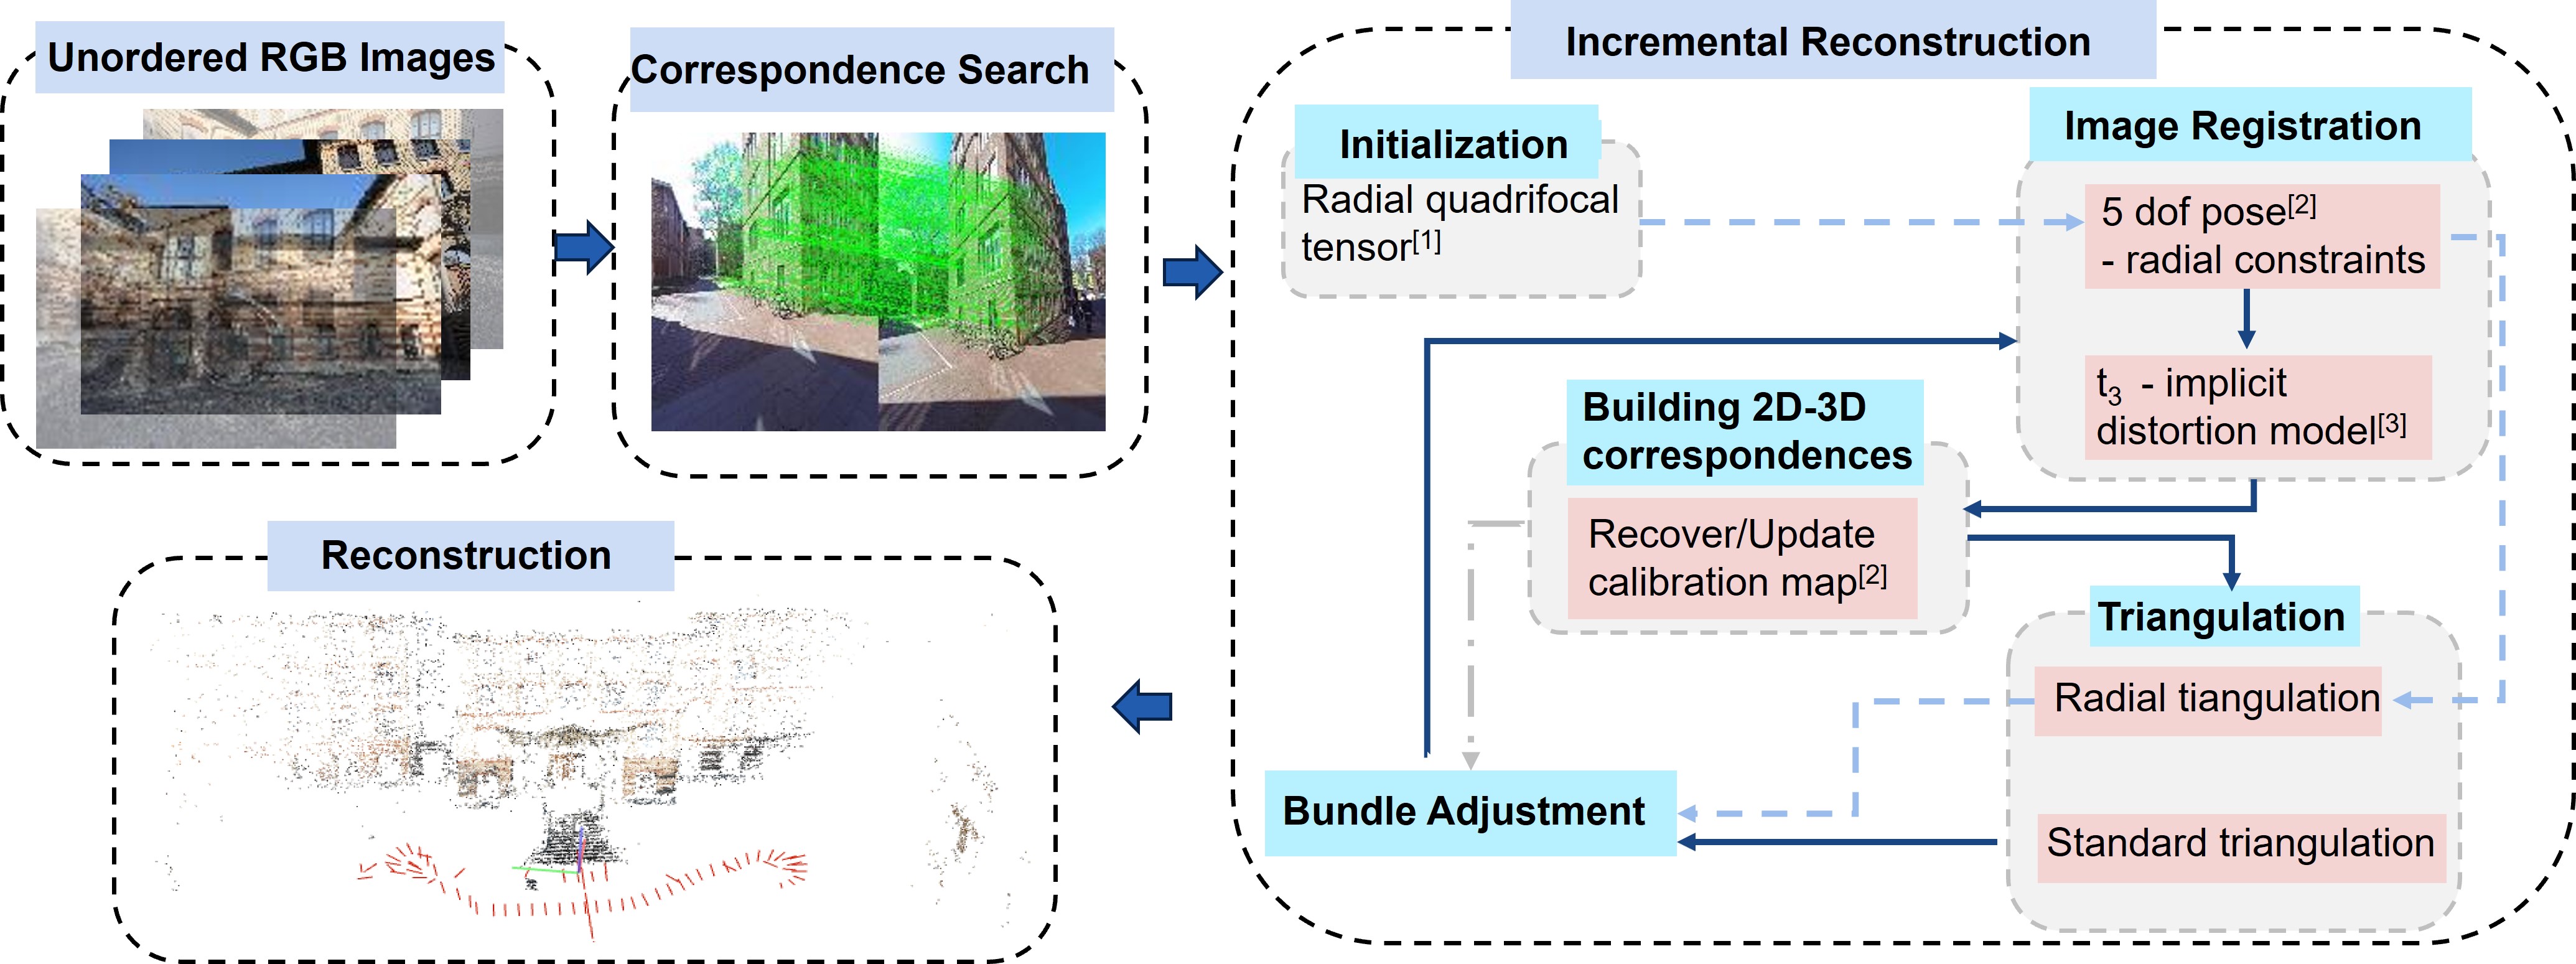 Unordered RGB Images
Correspondence Search
Incremental Reconstruction
Initialization
Radial quadrifocal
tensor[1]
Image Registration
5 dof pose[2]
- radial constraints
t3 - implicit
distortion model[3]
Building 2D-3D
correspondences
Recover/Update
calibration map[2]
Triangulation
Radial tiangulation
Standard triangulation
Bundle Adjustment
Reconstruction